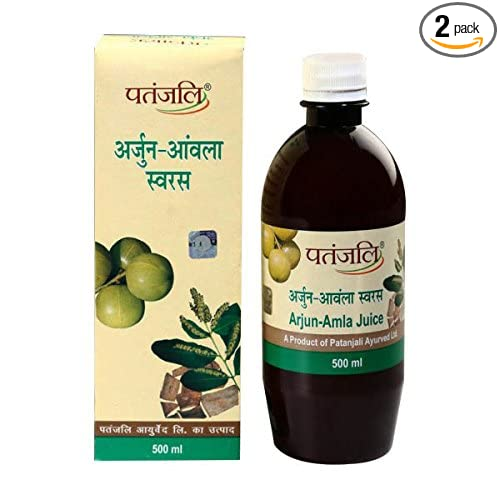 2 pack
पतंजलि®
अर्जुन-आंवला
स्वरस
पतंजलि आयुर्वेद लि. का उत्पाद
500 ml
पतंजलि®
अर्जुन-आवंला स्वरस
Arjun-Amla Juice
A Product of Patanjali Ayurved Ltd.
500 ml